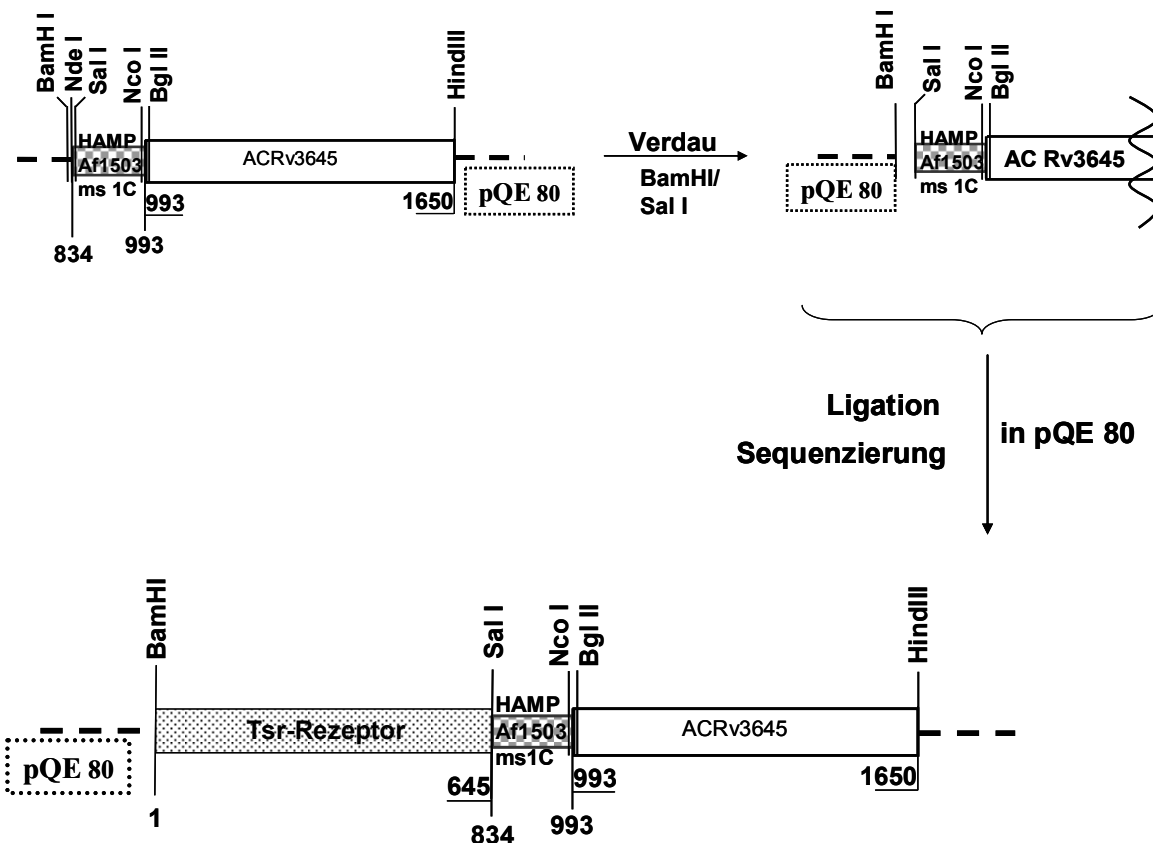 BamH I
Nde I
Sal I
Nco I
Bgl II
HindIII
HAMP
Af1503
ms 1C
ACRv3645
993
1650
pQE 80
834
993
Verdau
BamHI/
Sal I
BamH I
Sal I
Nco I
Bgl II
HAMP
Af1503
ms 1C
AC Rv3645
pQE 80
Ligation
Sequenzierung
in pQE 80
BamHI
Sal I
Nco I
Bgl II
HindIII
Tsr-Rezeptor
HAMP
Af1503
ms1C
ACRv3645
pQE 80
645
993
1650
1
834
993